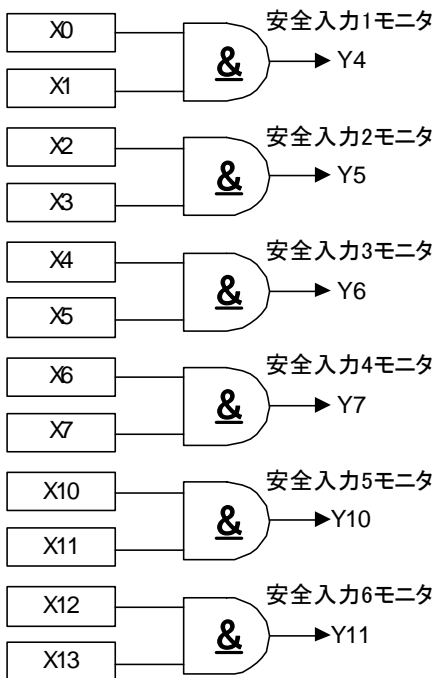 X0
安全入力1モニタ
&
Y4
X1
X2
安全入力2モニタ
&
Y5
X3
X4
安全入力3モニタ
&
Y6
X5
X6
安全入力4モニタ
&
Y7
X7
X10
安全入力5モニタ
&
Y10
X11
X12
安全入力6モニタ
&
Y11
X13